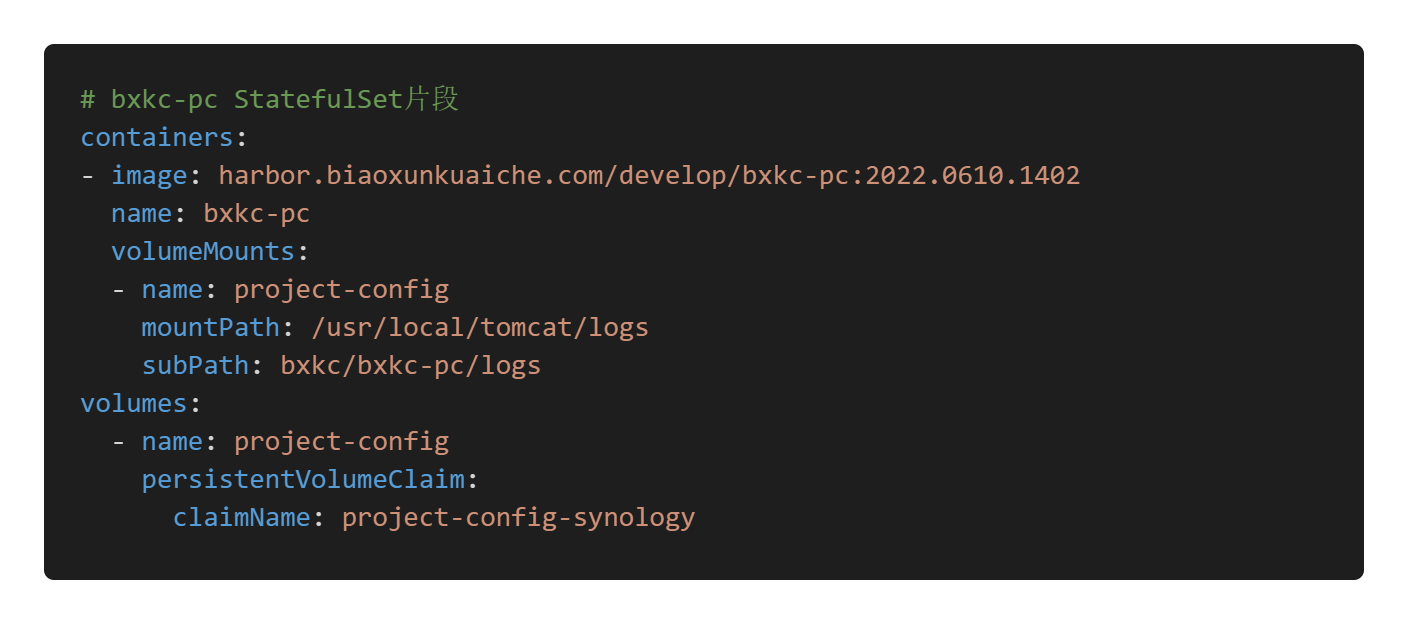 # bxkc-pc StatefulSet片段
containers:
- image: harbor.biaoxunkuaiche.com/develop/bxkc-pc:2022.0610.1402
  name: bxkc-pc
  volumeMounts:
  - name: project-config
    mountPath: /usr/local/tomcat/logs
    subPath: bxkc/bxkc-pc/logs
volumes:
  - name: project-config
    persistentVolumeClaim:
      claimName: project-config-synology